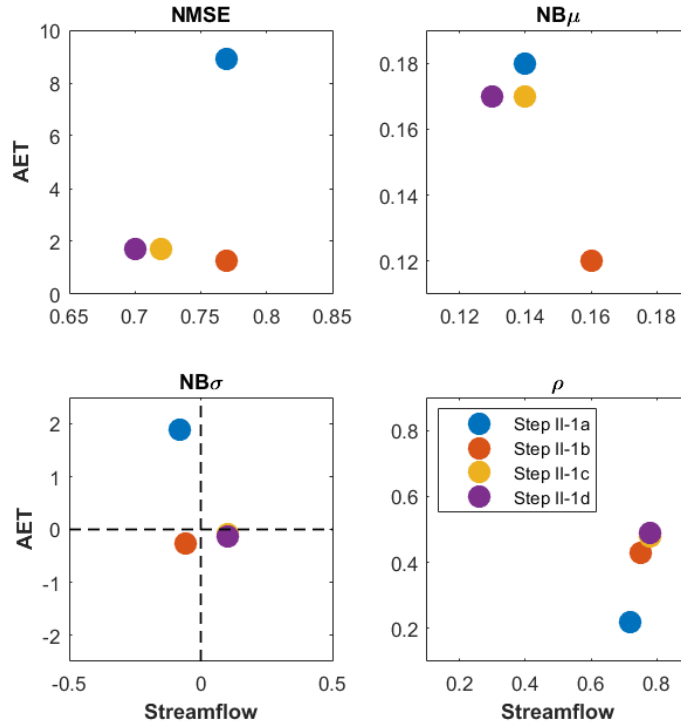 NMSE
AET
10
8
6
4
2
0
0.65 0.7 0.75 0.8 0.85
NBμ
0.18
0.16
0.14
0.12
0.12 0.14 0.16 0.18
NBσ
AET
2
1
0
-1
-2
-0.5 0 0.5
Streamflow
ρ
0.8
0.6
0.4
0.2
Step II-1a
Step II-1b
Step II-1c
Step II-1d
0.2 0.4 0.6 0.8
Streamflow